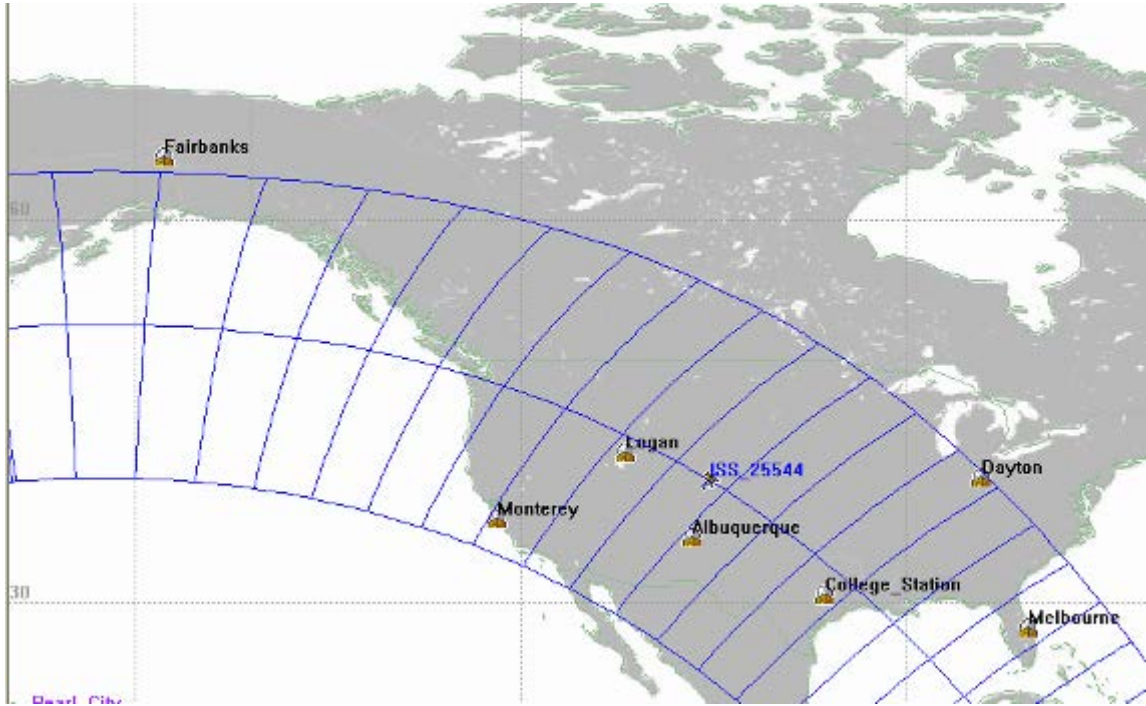 Fairbanks
60
Logan
ISS_25544
Dayton
Monterey
Albuquerque
College_Station
30
Melbourne
Pearl_City